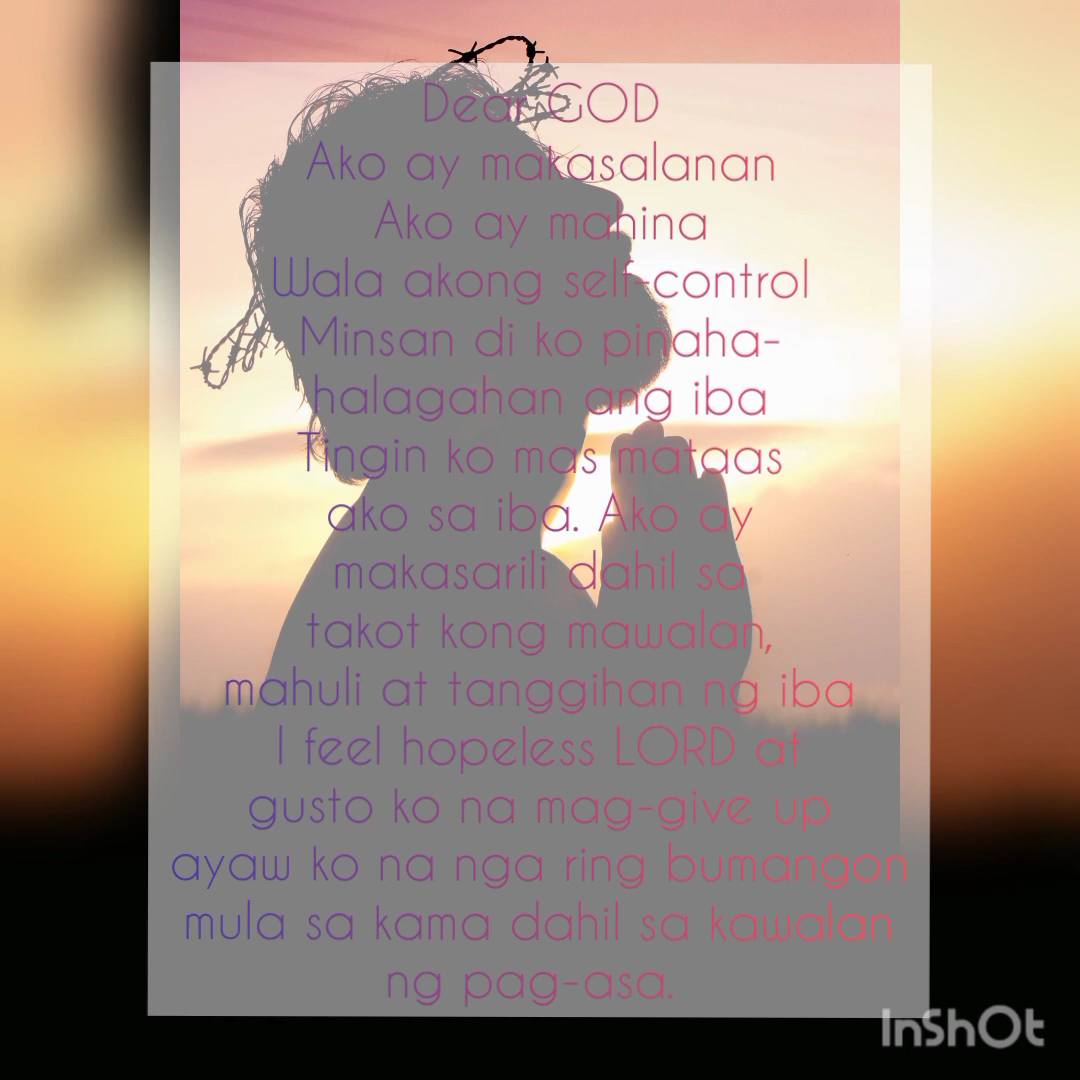 Dear GOD
Ako ay makasalanan
Ako ay mahina
Wala akong self-control
Minsan di ko pinaha-
halagahan ang iba
Tingin ko mas mataas
ako sa iba. Ako ay
makasarili dahil sa
takot kong mawalan,
mahuli at tanggihan ng iba
I feel hopeless LORD at
gusto ko na mag-give up
ayaw ko na nga ring bumangon
mula sa kama dahil sa kawalan
ng pag-asa.
InShOt